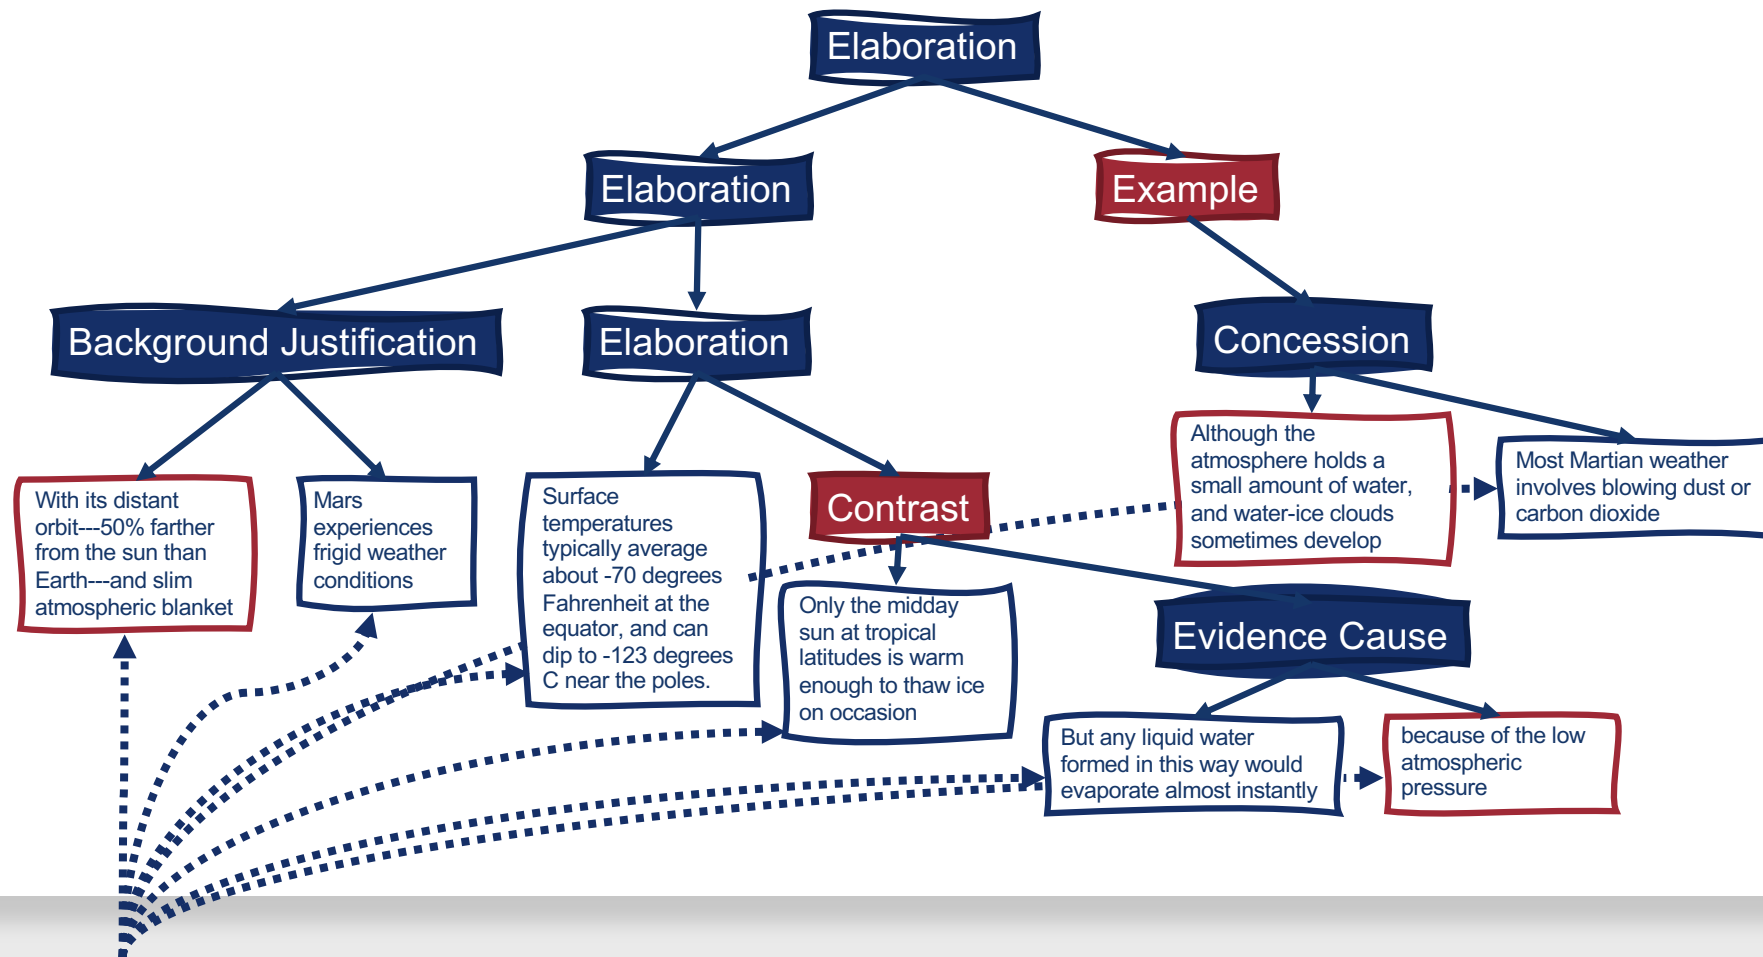 Elaboration
Elaboration
Example
Background Justification
Elaboration
Concession
With its distant
orbit---50% farther
from the sun than
Earth---and slim
atmospheric blanket
Mars
experiences
frigid weather
conditions
Surface
temperatures
typically average
about -70 degrees
Fahrenheit at the
equator, and can
dip to -123 degrees
C near the poles.
Contrast
Although the
atmosphere holds a
small amount of water,
and water-ice clouds
sometimes develop
Most Martian weather
involves blowing dust or
carbon dioxide
Only the midday
sun at tropical
latitudes is warm
enough to thaw ice
on occasion
Evidence Cause
But any liquid water
formed in this way would
evaporate almost instantly
because of the low
atmospheric
pressure